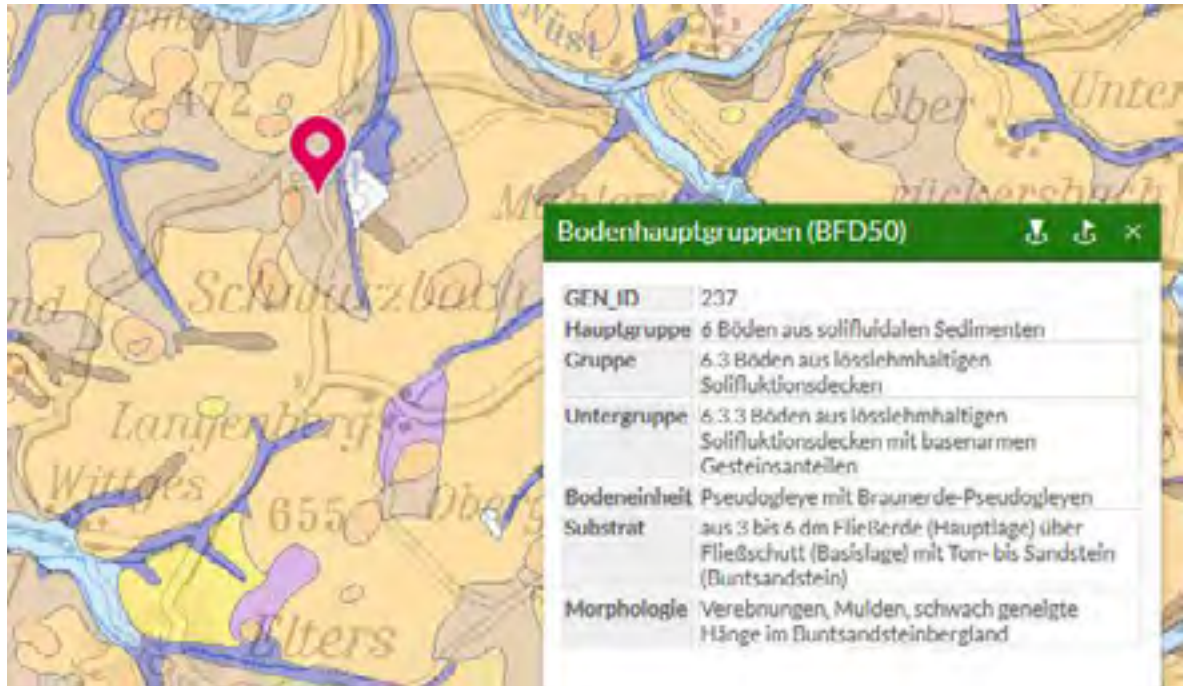 Nüst
472
Ober
Unter
rückersbach
Schwarzbach
Langenberg
Wittges
655
Elters
Bodenhauptgruppen (BFD50)
GEN_ID 237
Hauptgruppe 6 Böden aus solifluidalen Sedimenten
Gruppe 6.3 Böden aus lösslehmhaltigen
Solifluktionsdecken
Untergruppe 6.3.3 Böden aus lösslehmhaltigen
Solifluktionsdecken mit basenarmen
Gesteinsanteilen
Bodeneinheit Pseudogleye mit Braunerde-Pseudogleyen
Substrat aus 3 bis 6 dm Fließerde (Hauptlage) über
Fließschutt (Basislage) mit Ton- bis Sandstein
(Buntsandstein)
Morphologie Verebnungen, Mulden, schwach geneigte
Hänge im Buntsandsteinbergland